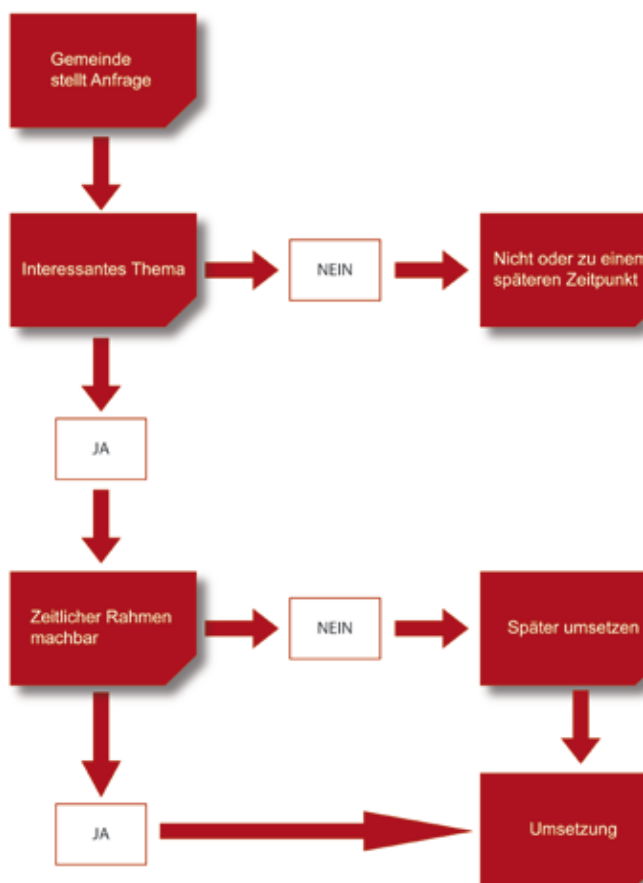 Gemeinde
stellt Anfrage
Interessantes Thema
NEIN
Nicht oder zu einem
späteren Zeitpunkt
JA
Zeitlicher Rahmen
machbar
NEIN
Später umsetzen
JA
Umsetzung